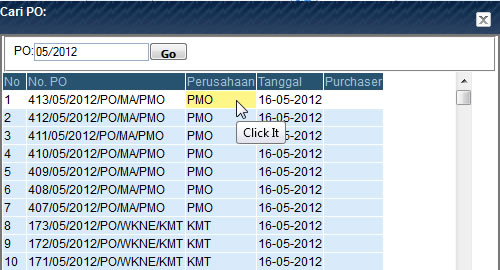 Cari PO:
PO: 05/2012 Go
No No. PO Perusahaan Tanggal Purchaser
1 413/05/2012/PO/MA/PMO PMO 16-05-2012
2 412/05/2012/PO/MA/PMO PMO 16-05-2012
Click It
3 411/05/2012/PO/MA/PMO PMO 16-05-2012
4 410/05/2012/PO/MA/PMO PMO 16-05-2012
5 409/05/2012/PO/MA/PMO PMO 16-05-2012
6 408/05/2012/PO/MA/PMO PMO 16-05-2012
7 407/05/2012/PO/MA/PMO PMO 16-05-2012
8 173/05/2012/PO/WKNE/KMT KMT 16-05-2012
9 172/05/2012/PO/WKNE/KMT KMT 16-05-2012
10 171/05/2012/PO/WKNE/KMT KMT 16-05-2012